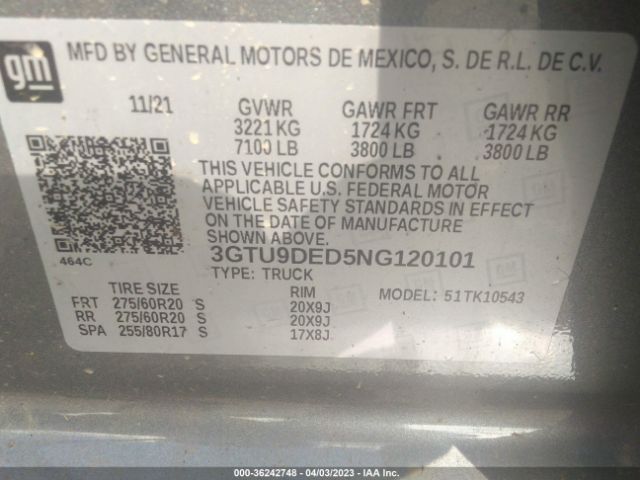 gm
MFD BY GENERAL MOTORS DE MEXICO, S. DE R.L. DE C.V.
11/21 GVWR GAWR FRT GAWR RR
3221 KG 1724 KG 1724 KG
7100 LB 3800 LB 3800 LB
THIS VEHICLE CONFORMS TO ALL
APPLICABLE U.S. FEDERAL MOTOR
VEHICLE SAFETY STANDARDS IN EFFECT
ON THE DATE OF MANUFACTURE
SHOWN ABOVE.
464C
3GTU9DED5NG120101
TYPE: TRUCK
TIRE SIZE RIM MODEL: 51TK10543
FRT 275/60R20 S 20X9J
RR 275/60R20 S 20X9J
SPA 255/80R17 S 17X8J
000-36242748 - 04/03/2023 - IAA Inc.